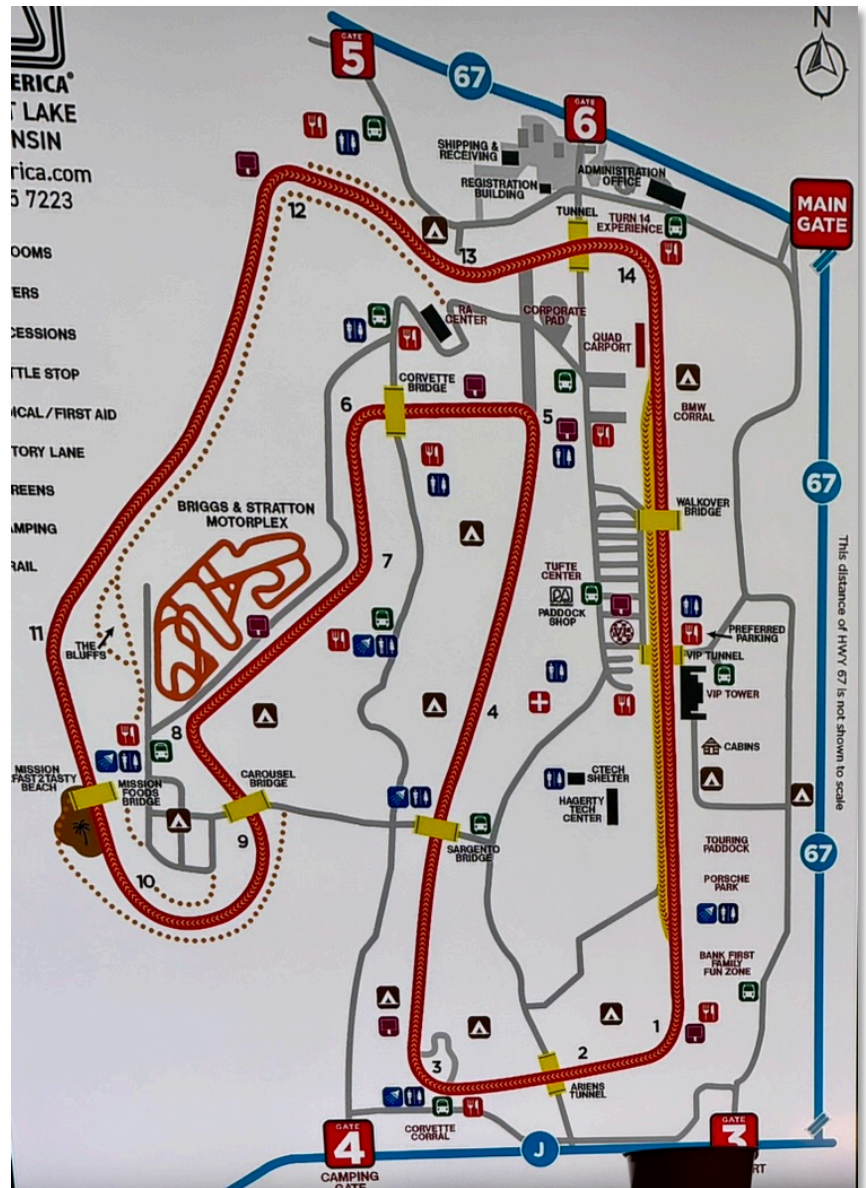 ERICA®
T LAKE
NSIN
rica.com
5 7223
OOMS
ERS
CESSIONS
TTLE STOP
DICAL / FIRST AID
TORY LANE
REENS
AMPING
RAIL
GATE
5
67
N
GATE
6
SHIPPING &
RECEIVING
REGISTRATION
BUILDING
ADMINISTRATION
OFFICE
MAIN
GATE
TUNNEL
TURN 14
EXPERIENCE
12
13
14
RA
CENTER
CORPORATE
PAD
QUAD
CARPORT
CORVETTE
BRIDGE
6
5
BMW
CORRAL
67
WALKOVER
BRIDGE
BRIGGS & STRATTON
MOTORPLEX
7
TUFTE
CENTER
PADDOCK
SHOP
This distance of HWY 67 is not shown to scale
11
THE
BLUFFS
PREFERRED
PARKING
VIP TUNNEL
VIP TOWER
4
8
CABINS
MISSION
FAST2TASTY
BEACH
MISSION
FOODS
BRIDGE
CAROUSEL
BRIDGE
CTECH
SHELTER
HAGERTY
TECH
CENTER
9
SARGENTO
BRIDGE
TOURING
PADDOCK
67
10
PORSCHE
PARK
BANK FIRST
FAMILY
FUN ZONE
1
2
3
ARIENS
TUNNEL
CORVETTE
CORRAL
GATE
4
CAMPING
GATE
J
GATE
3
RT